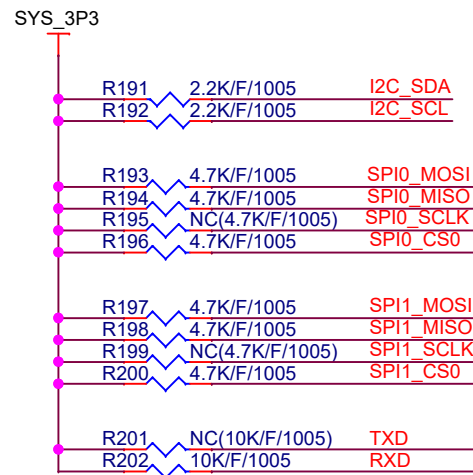 SYS_3P3
R191 2.2K/F/1005 I2C_SDA
R192 2.2K/F/1005 I2C_SCL
R193 4.7K/F/1005 SPI0_MOSI
R194 4.7K/F/1005 SPI0_MISO
R195 NC(4.7K/F/1005) SPI0_SCLK
R196 4.7K/F/1005 SPI0_CS0
R197 4.7K/F/1005 SPI1_MOSI
R198 4.7K/F/1005 SPI1_MISO
R199 NC(4.7K/F/1005) SPI1_SCLK
R200 4.7K/F/1005 SPI1_CS0
R201 NC(10K/F/1005) TXD
R202 10K/F/1005 RXD